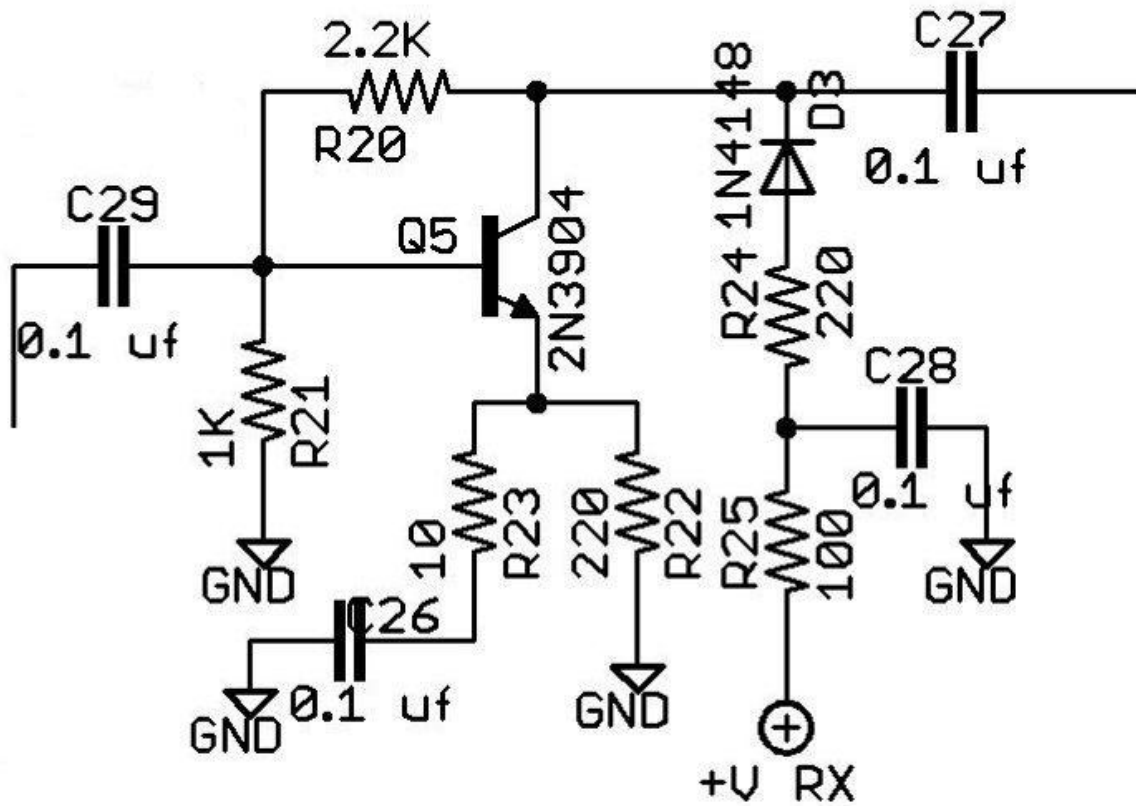 C27
2.2K
1N4148
D3
R20
0.1 uf
C29
Q5
2N3904
R24
220
0.1 uf
C28
1K
R21
10
R23
220
R22
0.1 uf
R25
100
GND
GND
C26
0.1 uf
GND
GND
+V RX